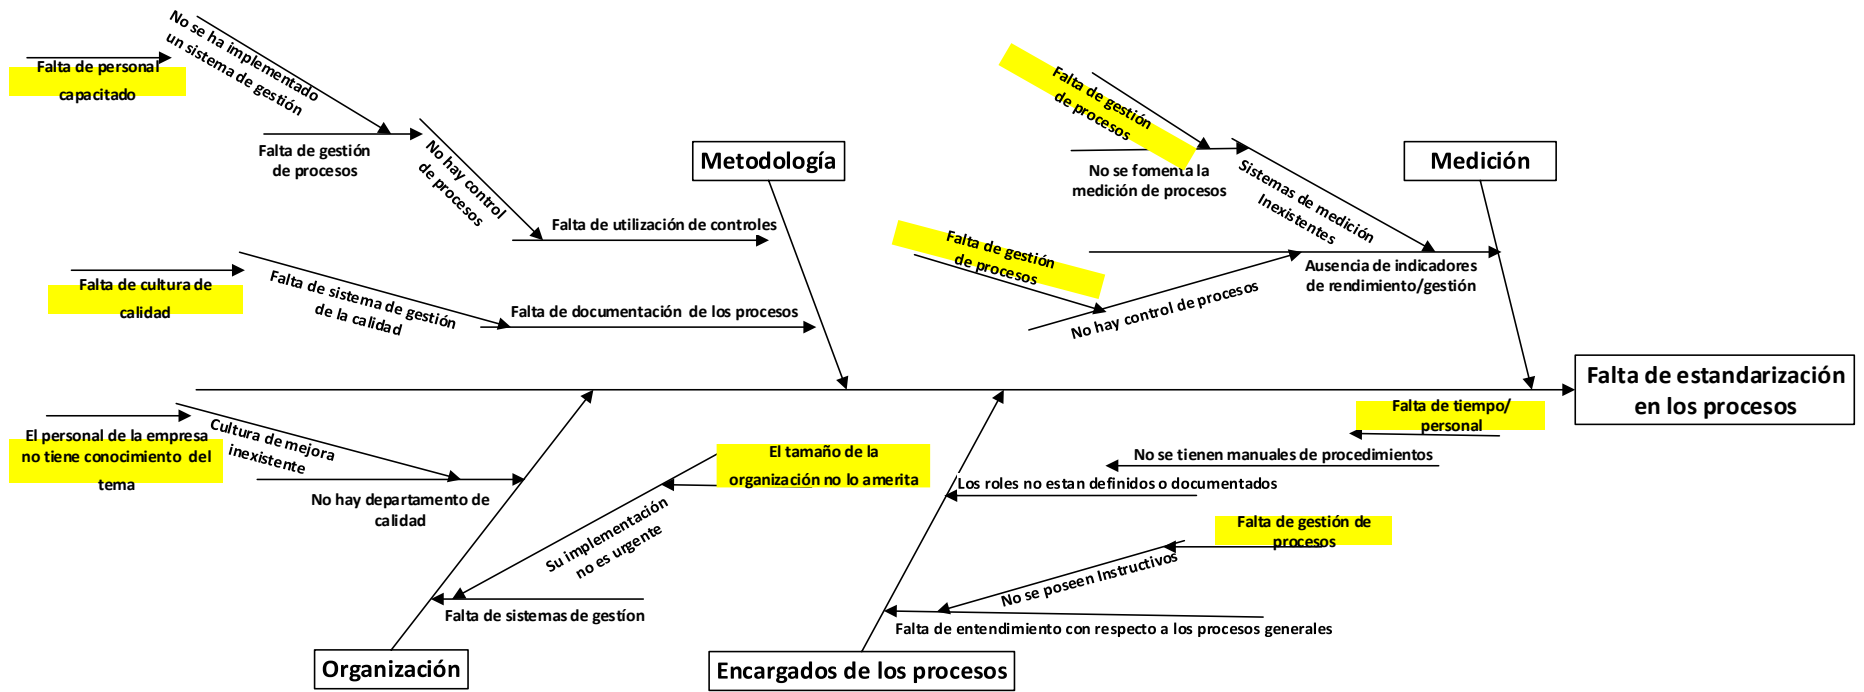 No se ha implementado
un sistema de gestión
Falta de personal
capacitado
Falta de gestión
de procesos
No hay control
de procesos
Falta de utilización de controles
Metodología
Falta de cultura de
calidad
Falta de sistema de gestión
de la calidad
Falta de documentación de los procesos
Falta de gestión
de procesos
No se fomenta la
medición de procesos
Sistemas de medición
Inexistentes
Medición
Falta de gestión
de procesos
No hay control de procesos
Ausencia de indicadores
de rendimiento/gestión
Falta de estandarización
en los procesos
El personal de la empresa
no tiene conocimiento del
tema
Cultura de mejora
inexistente
No hay departamento de
calidad
El tamaño de la
organización no lo amerita
Su implementación
no es urgente
Falta de sistemas de gestíon
Organización
Falta de tiempo/
personal
No se tienen manuales de procedimientos
Los roles no estan definidos o documentados
Falta de gestión de
procesos
No se poseen Instructivos
Falta de entendimiento con respecto a los procesos generales
Encargados de los procesos